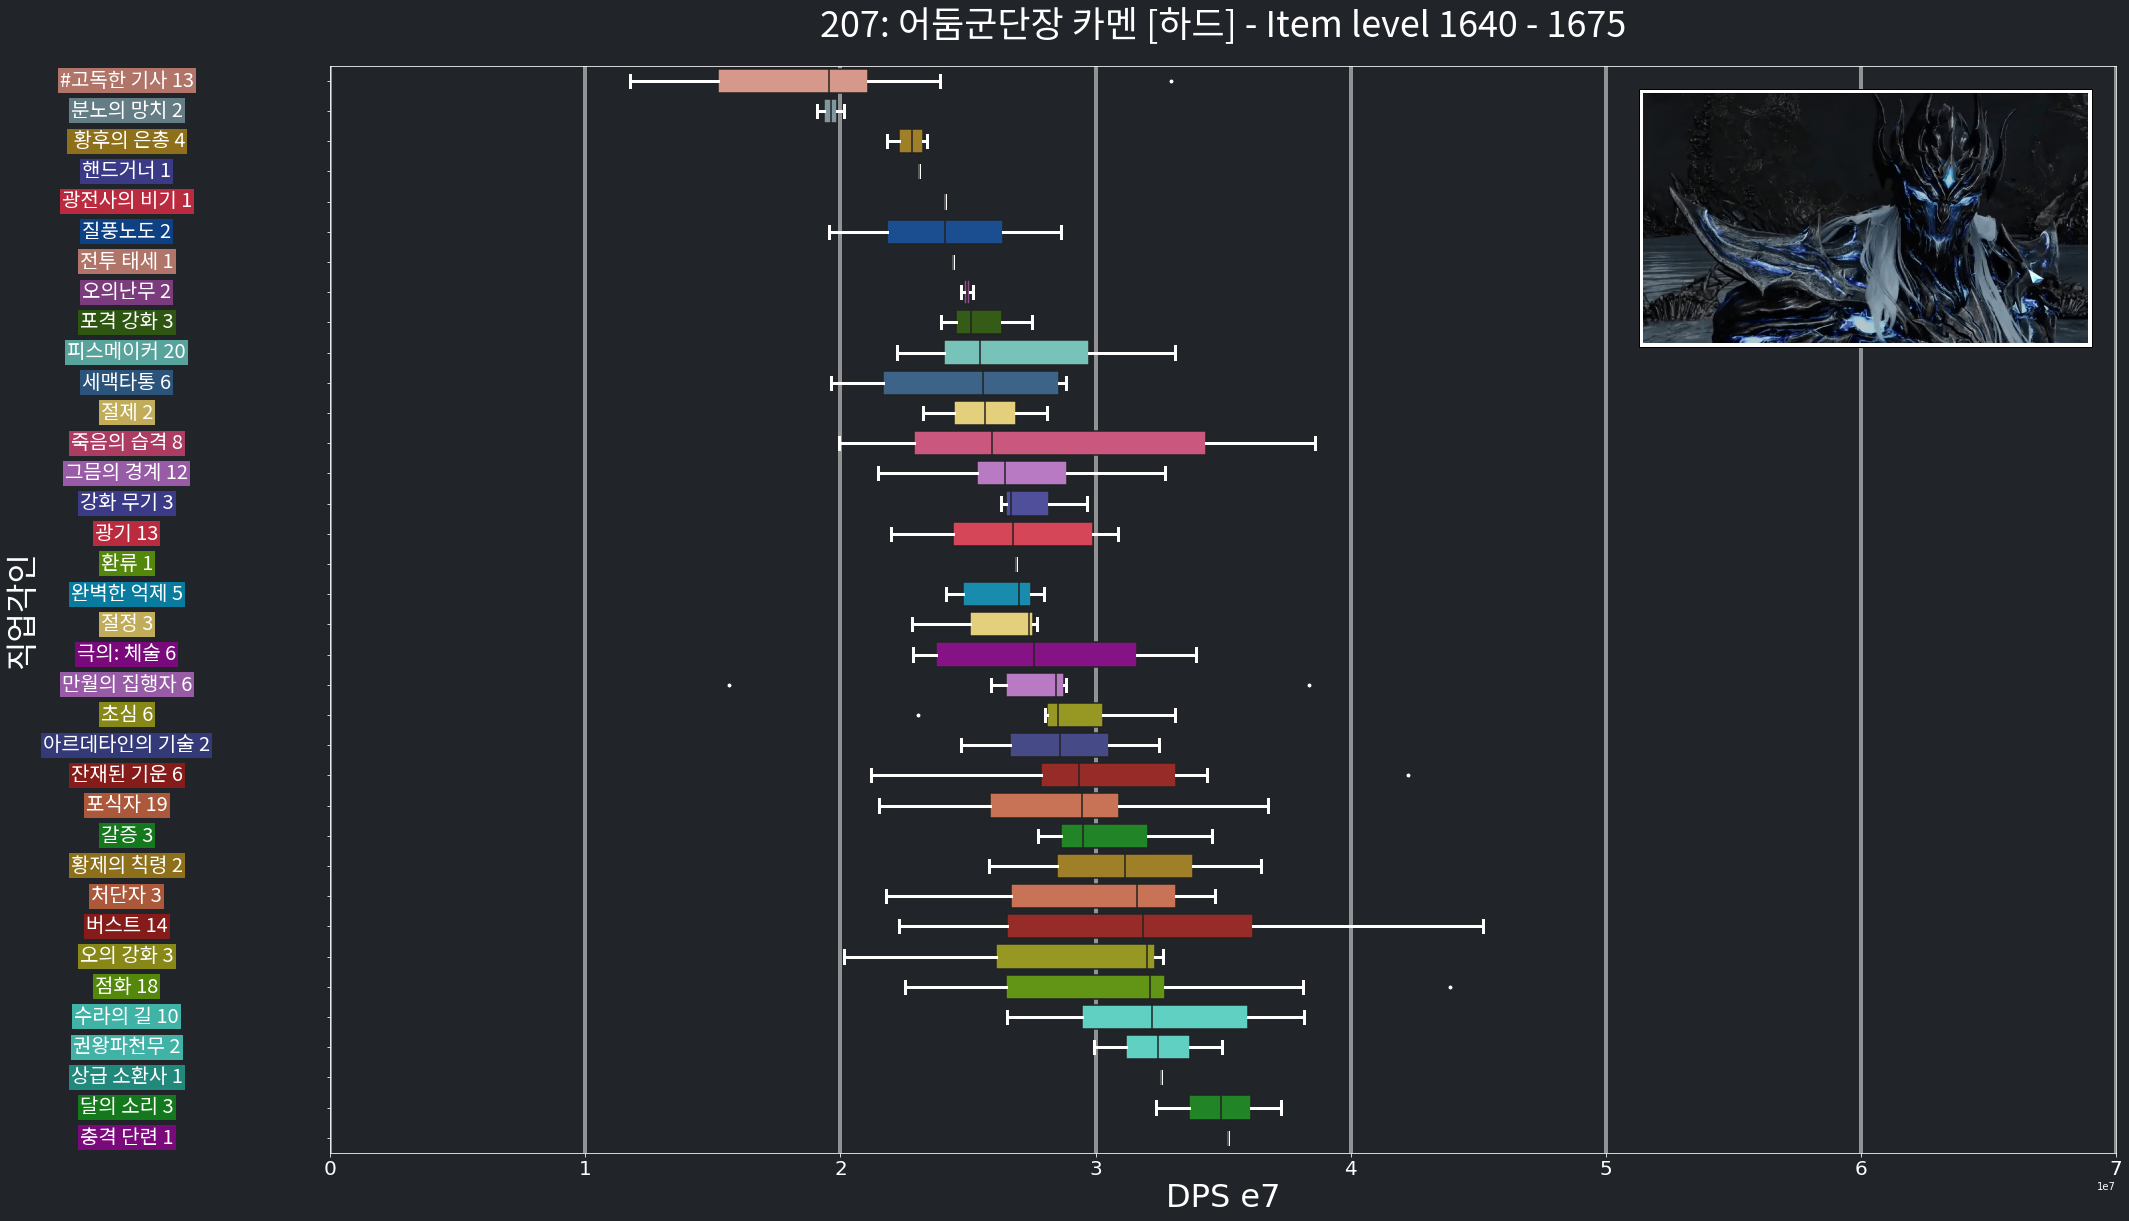 207: 어둠군단장 카멘 [하드] - Item level 1640 - 1675
#고독한 기사 13
분노의 망치 2
황후의 은총 4
핸드거너 1
광전사의 비기 1
질풍노도 2
전투 태세 1
오의난무 2
포격 강화 3
피스메이커 20
세맥타통 6
절제 2
죽음의 습격 8
그믐의 경계 12
강화 무기 3
광기 13
환류 1
완벽한 억제 5
절정 3
극의: 체술 6
만월의 집행자 6
초심 6
아르데타인의 기술 2
잔재된 기운 6
포식자 19
갈증 3
황제의 칙령 2
처단자 3
버스트 14
오의 강화 3
점화 18
수라의 길 10
권왕파천무 2
상급 소환사 1
달의 소리 3
충격 단련 1
직업각인
0 1 2 3 4 5 6 7
1e7
DPS e7